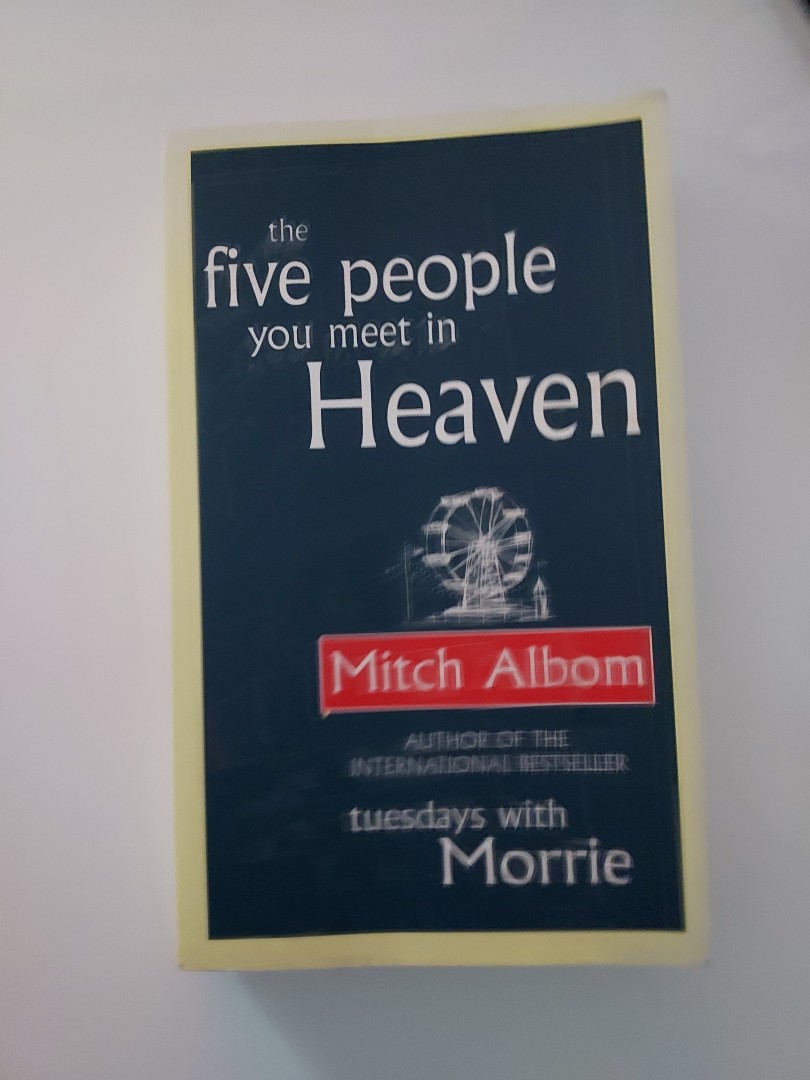 the
five people
you meet in
Heaven
Mitch Albom
AUTHOR OF THE
INTERNATIONAL BESTSELLER
tuesdays with
Morrie